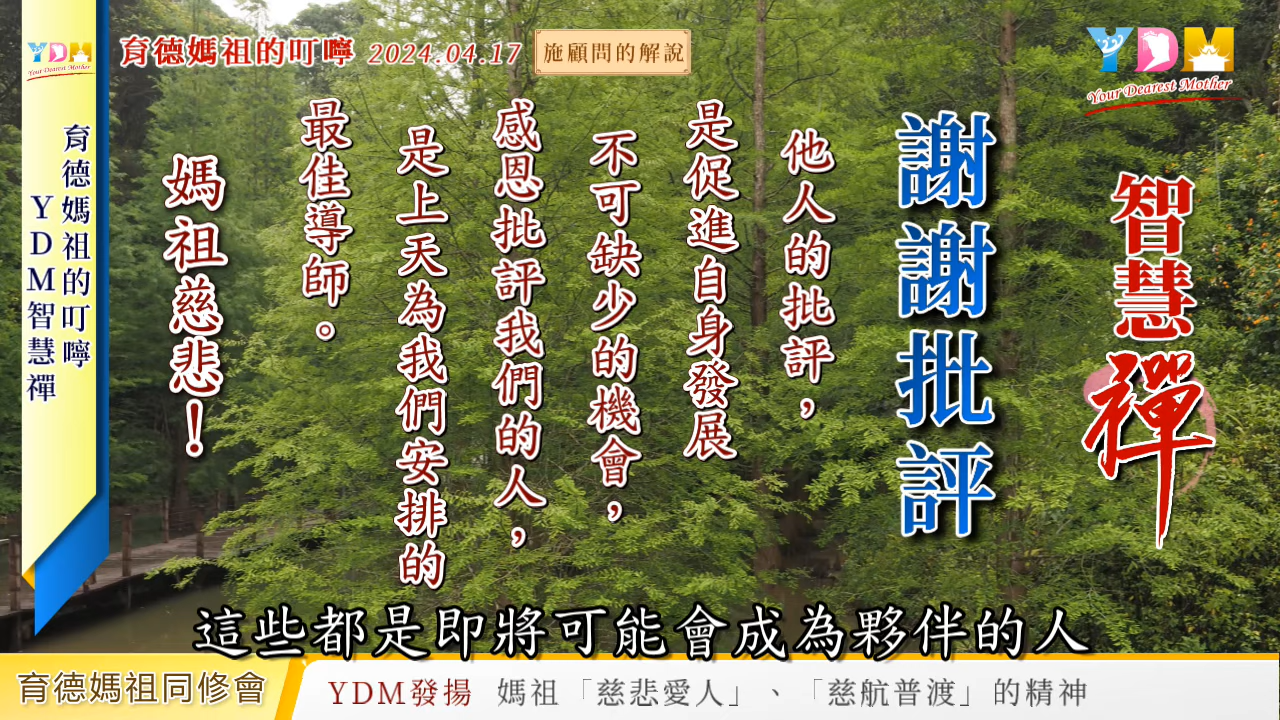 YDM
Your Dearest Mother
育德媽祖的叮嚀
YDM智慧禪
育德媽祖的叮嚀 2024.04.17
施顧問的解說
YDM
Your Dearest Mother
智慧禪
謝謝批評
他人的批評，
是促進自身發展
不可缺少的機會，
感恩批評我們的人，
是上天為我們安排的
最佳導師。
媽祖慈悲！
這些都是即將可能會成為夥伴的人
育德媽祖同修會
YDM發揚 媽祖「慈悲愛人」、「慈航普渡」的精神